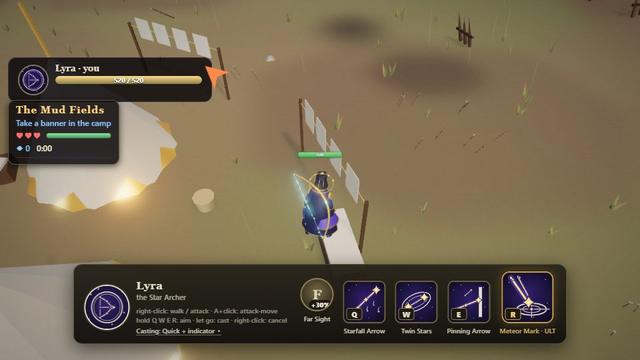 Lyra - you
520 / 520
The Mud Fields
Take a banner in the camp
0 0:00
Lyra
the Star Archer
right-click: walk / attack · A+click: attack-move
hold Q W E R: aim · let go: cast · right-click: cancel
Casting: Quick + indicator
F
+30%
Far Sight
Q
Starfall Arrow
W
Twin Stars
E
Pinning Arrow
R
Meteor Mark · ULT